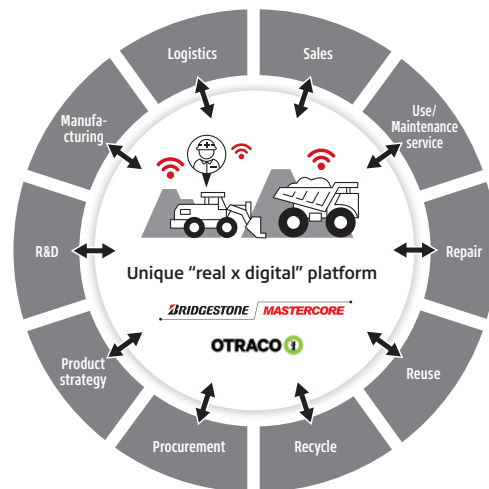 Logistics
Sales
Manufa-
cturing
Use/
Maintenance
service
R&D
Repair
Unique “real x digital” platform
BRIDGESTONE MASTERCORE
OTRACO
Product
strategy
Reuse
Procurement
Recycle